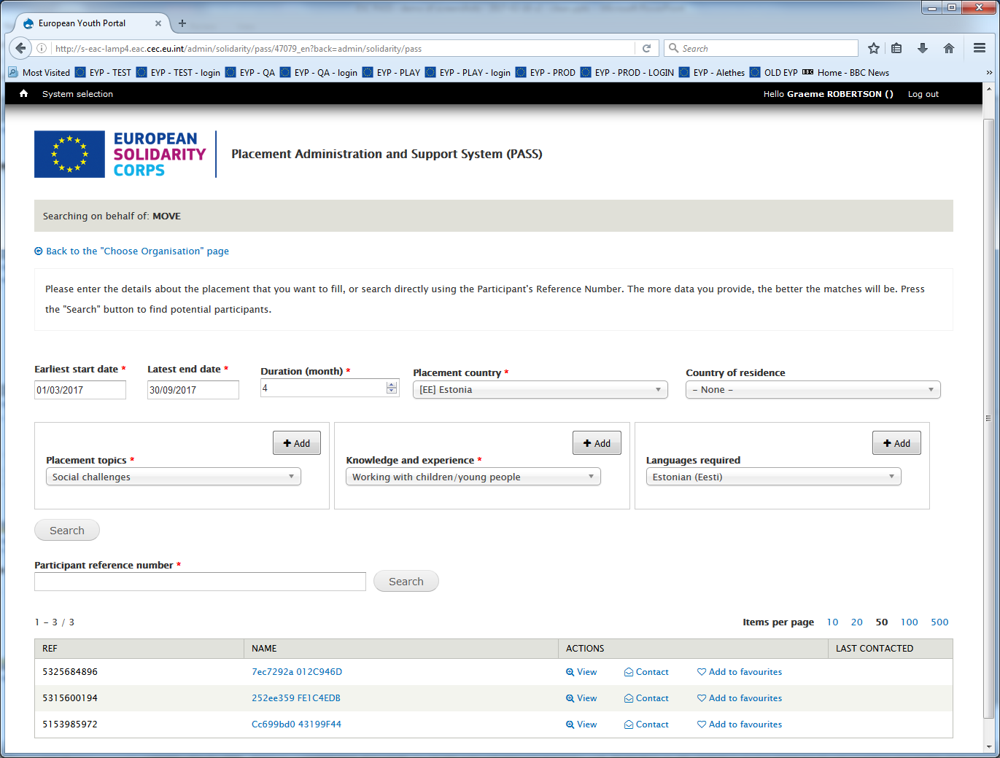 European Youth Portal
http://s-eac-lamp4.eac.cec.eu.int/admin/solidarity/pass/47079_en?back=admin/solidarity/pass
Search
Most Visited EYP - TEST EYP - TEST - login EYP - QA EYP - QA - login EYP - PLAY EYP - PLAY - login EYP - PROD EYP - PROD - LOGIN EYP - Alethes OLD EYP BBC Home - BBC News
System selection Hello Graeme ROBERTSON () Log out
EUROPEAN
SOLIDARITY
CORPS
Placement Administration and Support System (PASS)
Searching on behalf of: MOVE
Back to the "Choose Organisation" page
Please enter the details about the placement that you want to fill, or search directly using the Participant's Reference Number. The more data you provide, the better the matches will be. Press
the "Search" button to find potential participants.
Earliest start date * Latest end date * Duration (month) * Placement country * Country of residence
01/03/2017 30/09/2017 4 [EE] Estonia - None -
Add Add Add
Placement topics * Knowledge and experience * Languages required
Social challenges Working with children/young people Estonian (Eesti)
Search
Participant reference number *
Search
1 - 3 / 3 Items per page 10 20 50 100 500
REF NAME ACTIONS LAST CONTACTED
5325684896 7ec7292a 012C946D View Contact Add to favourites
5315600194 252ee359 FE1C4EDB View Contact Add to favourites
5153985972 Cc699bd0 43199F44 View Contact Add to favourites